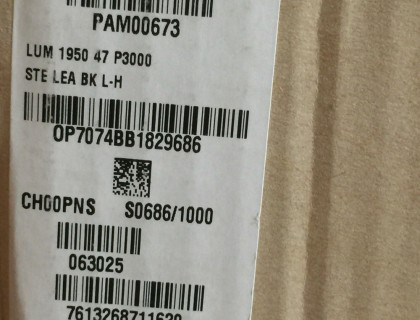 PAM00673
LUM 1950 47 P3000
STE LEA BK L-H
OP7074BB1829686
CH00PNS S0686/1000
063025